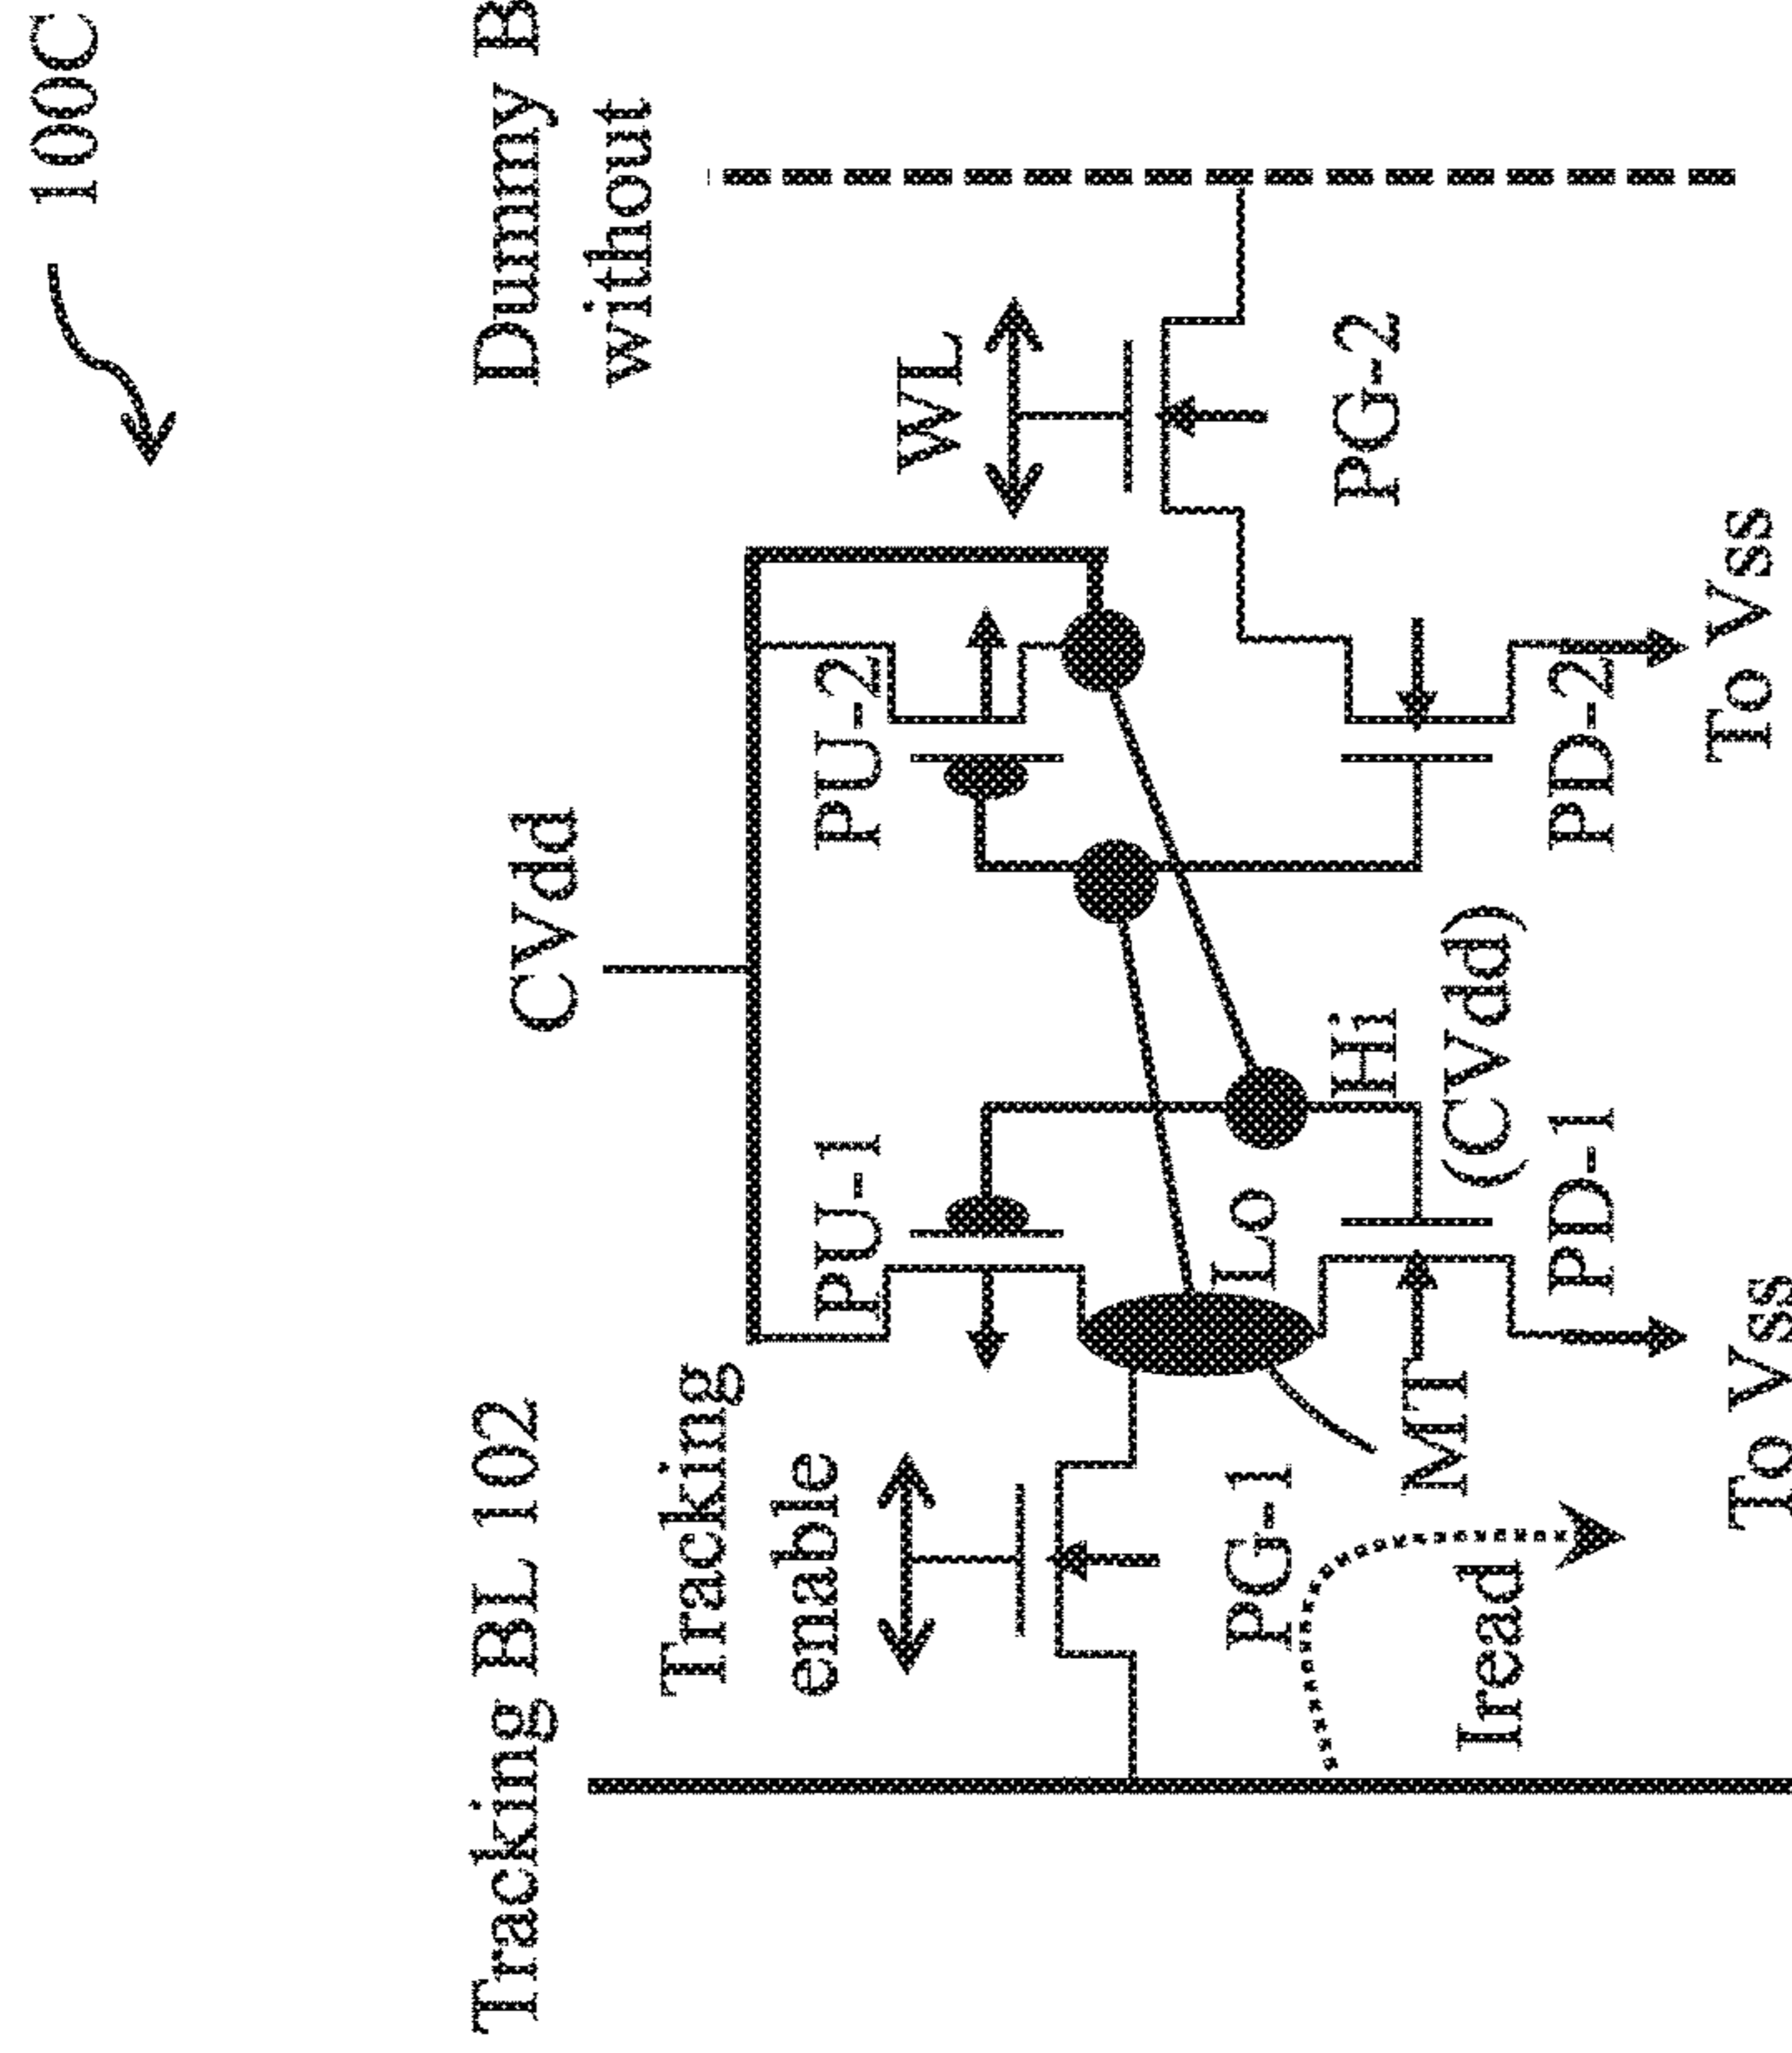 100C
Tracking BL 102
CVdd
Dummy B
without
Tracking
enable
PU-1
PU-2
WL
PG-1
Lo
Hi
PG-2
MT
(CVdd)
Iread
PD-1
PD-2
To Vss
To Vss